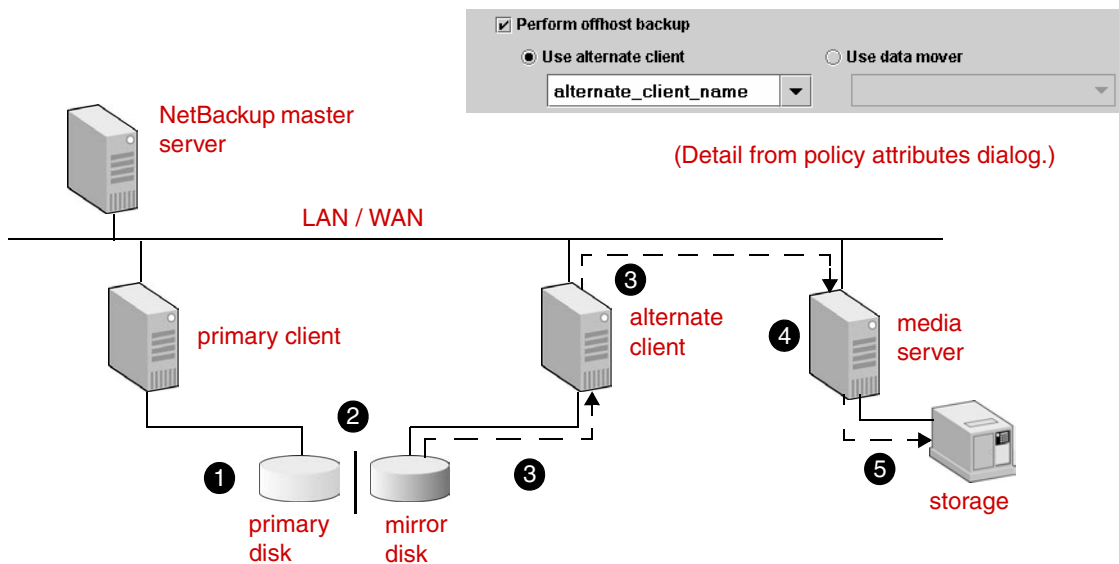 Perform offhost backup
Use alternate client
Use data mover
alternate_client_name
(Detail from policy attributes dialog.)
NetBackup master
server
LAN / WAN
primary client
3
alternate
client
4
media
server
2
1
3
5
primary
disk
mirror
disk
storage